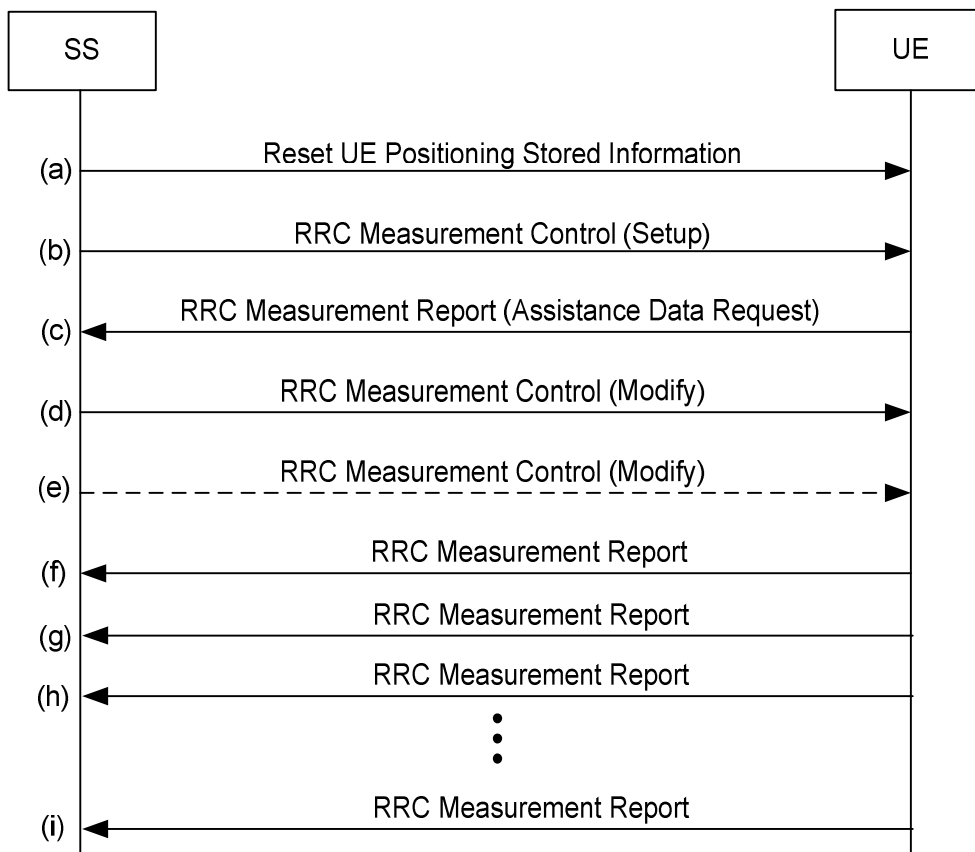 SS
UE
(a) Reset UE Positioning Stored Information
(b) RRC Measurement Control (Setup)
(c) RRC Measurement Report (Assistance Data Request)
(d) RRC Measurement Control (Modify)
(e) RRC Measurement Control (Modify)
(f) RRC Measurement Report
(g) RRC Measurement Report
(h) RRC Measurement Report
(i) RRC Measurement Report